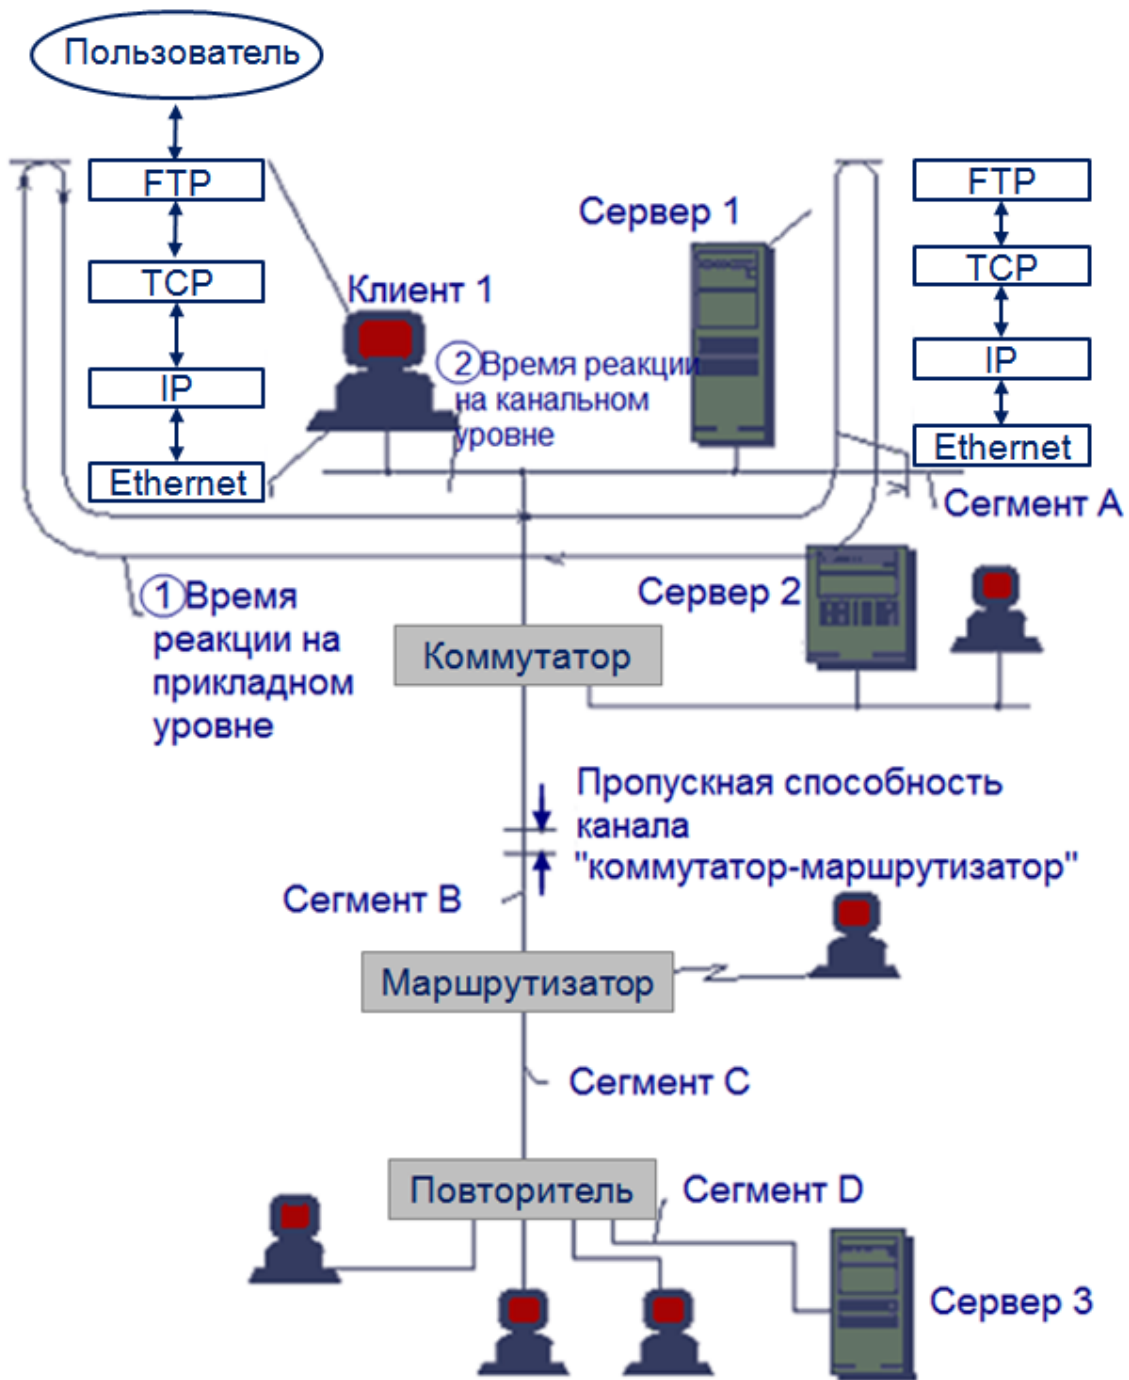 Пользователь
FTP
TCP
IP
Ethernet
Клиент 1
2 Время реакции
на канальном
уровне
Сервер 1
FTP
TCP
IP
Ethernet
Сегмент A
1 Время
реакции на
прикладном
уровне
Сервер 2
Коммутатор
Пропускная способность
канала
"коммутатор-маршрутизатор"
Сегмент B
Маршрутизатор
Сегмент C
Повторитель
Сегмент D
Сервер 3